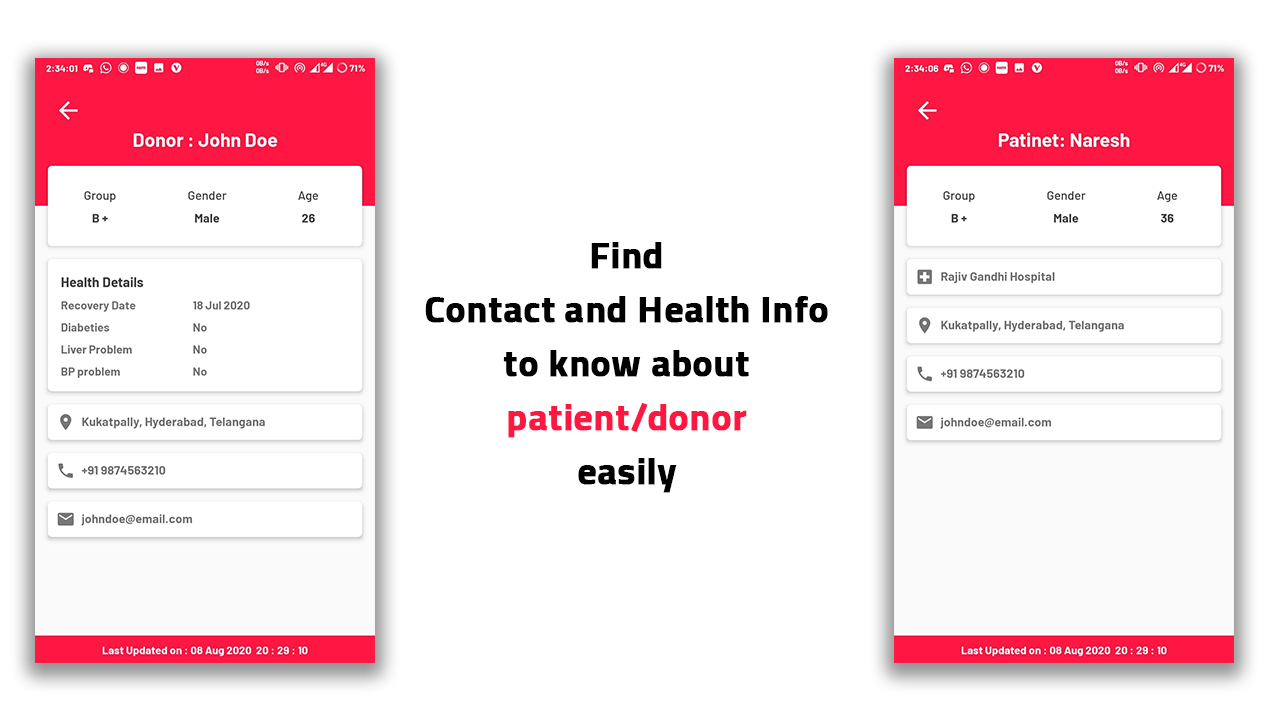 2:34:01
0B/s
0B/s
4G
71%
Donor : John Doe
Group Gender Age
B + Male 26
Health Details
Recovery Date 18 Jul 2020
Diabeties No
Liver Problem No
BP problem No
Kukatpally, Hyderabad, Telangana
+91 9874563210
johndoe@email.com
Last Updated on : 08 Aug 2020 20 : 29 : 10
Find
Contact and Health Info
to know about
patient/donor
easily
2:34:06
0B/s
0B/s
4G
71%
Patinet: Naresh
Group Gender Age
B + Male 36
Rajiv Gandhi Hospital
Kukatpally, Hyderabad, Telangana
+91 9874563210
johndoe@email.com
Last Updated on : 08 Aug 2020 20 : 29 : 10